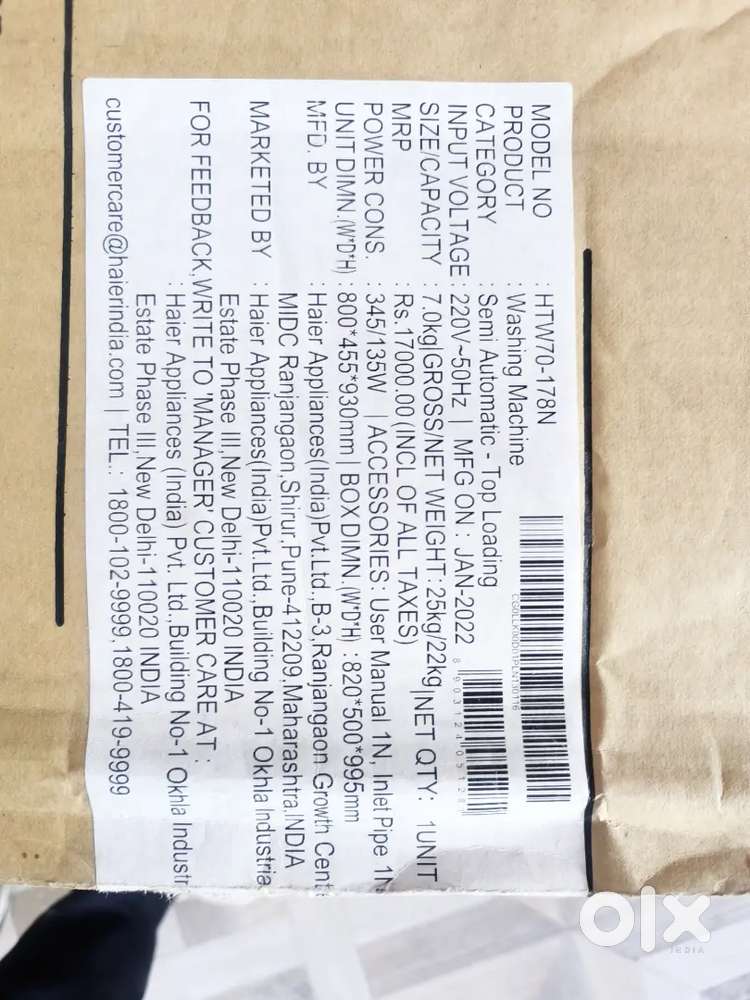 MODEL NO : HTW70-178N
PRODUCT : Washing Machine
CATEGORY : Semi Automatic - Top Loading
INPUT VOLTAGE : 220V~50Hz | MFG ON : JAN-2022
SIZE/CAPACITY : 7.0kg|GROSS/NET WEIGHT : 25kg/22kg|NET QTY: 1UNIT
MRP : Rs.17000.00 (INCL OF ALL TAXES)
POWER CONS. : 345/135W | ACCESSORIES : User Manual 1N, Inlet Pipe 1N
UNIT DIMN.(W*D*H) : 800*455*930mm | BOX DIMN.(W*D*H) : 820*500*995mm
MFD. BY : Haier Appliances(India)Pvt.Ltd.,B-3,Ranjangaon Growth Cent
MIDC Ranjangaon,Shirur,Pune-412209,Maharashtra.INDIA
MARKETED BY : Haier Appliances(India)Pvt.Ltd.,Building No-1 Okhla Industria
Estate Phase III,New Delhi-110020 INDIA
FOR FEEDBACK,WRITE TO 'MANAGER' CUSTOMER CARE AT :
: Haier Appliances (India) Pvt. Ltd.,Building No-1 Okhla Industr
Estate Phase III,New Delhi-110020 INDIA
customercare@haierindia.com | TEL.: 1800-102-9999,1800-419-9999
olx
INDIA